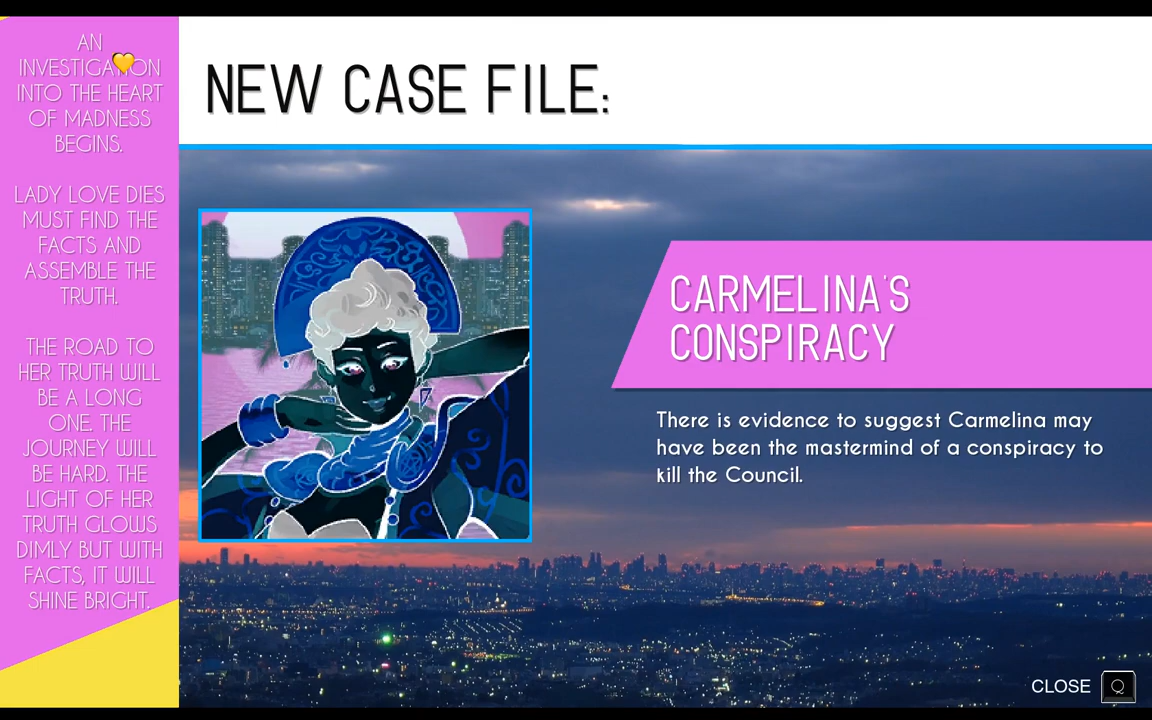 AN
INVESTIGATION
INTO THE HEART
OF MADNESS
BEGINS.
LADY LOVE DIES
MUST FIND THE
FACTS AND
ASSEMBLE THE
TRUTH.
THE ROAD TO
HER TRUTH WILL
BE A LONG
ONE. THE
JOURNEY WILL
BE HARD. THE
LIGHT OF HER
TRUTH GLOWS
DIMLY BUT WITH
FACTS, IT WILL
SHINE BRIGHT.
NEW CASE FILE:
CARMELINA'S
CONSPIRACY
There is evidence to suggest Carmelina may
have been the mastermind of a conspiracy to
kill the Council.
CLOSE Q